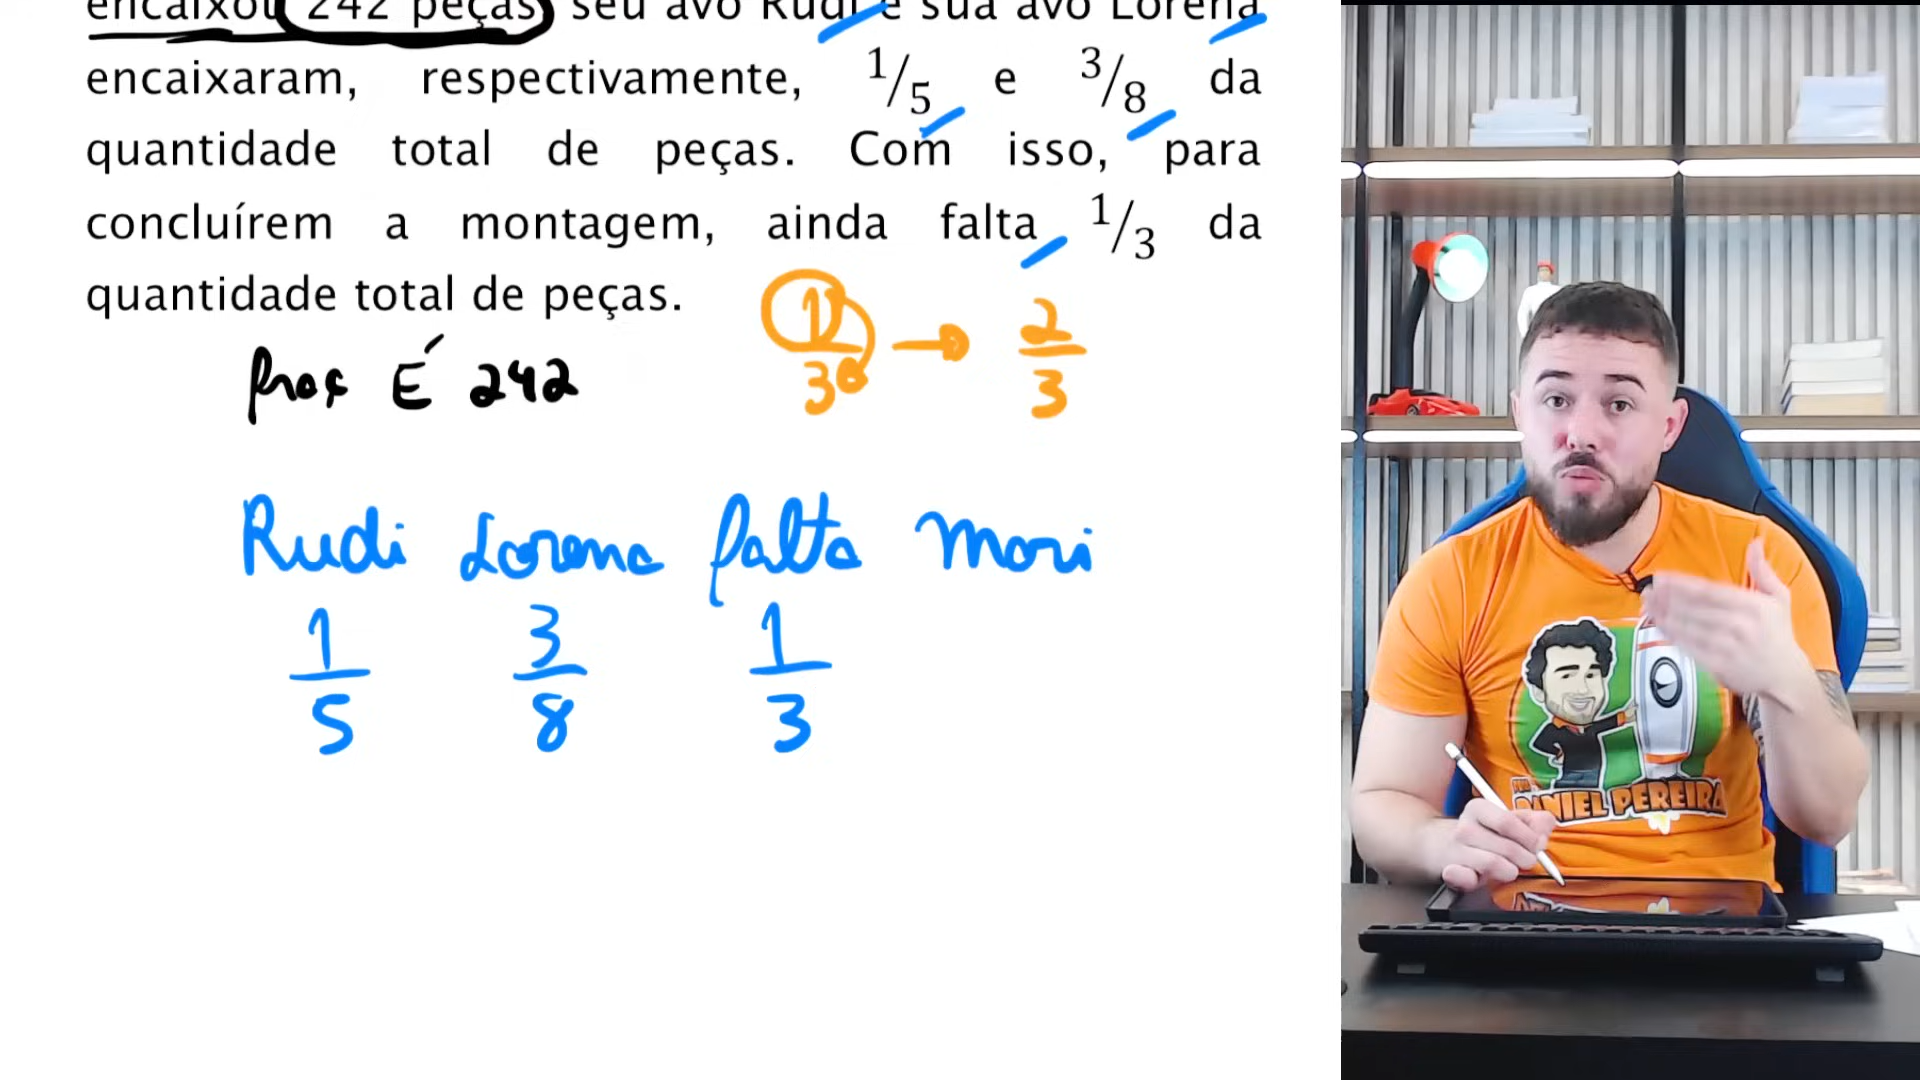 encaixou 242 peças seu avô Rudi e sua avó Lorena
encaixaram, respectivamente, 1/5 e 3/8 da
quantidade total de peças. Com isso, para
concluírem a montagem, ainda falta 1/3 da
quantidade total de peças.
1/3 → 2/3
É 242
Rudi Lorena falta Mari
1/5 3/8 1/3
DANIEL PEREIRA